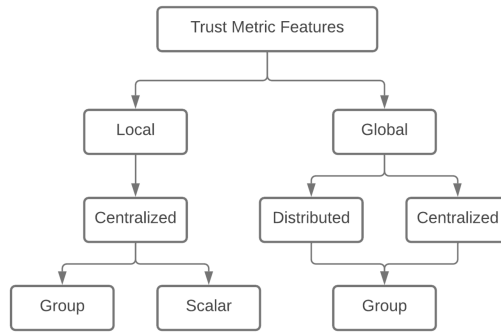 Trust Metric Features
Local
Global
Centralized
Distributed
Centralized
Group
Scalar
Group